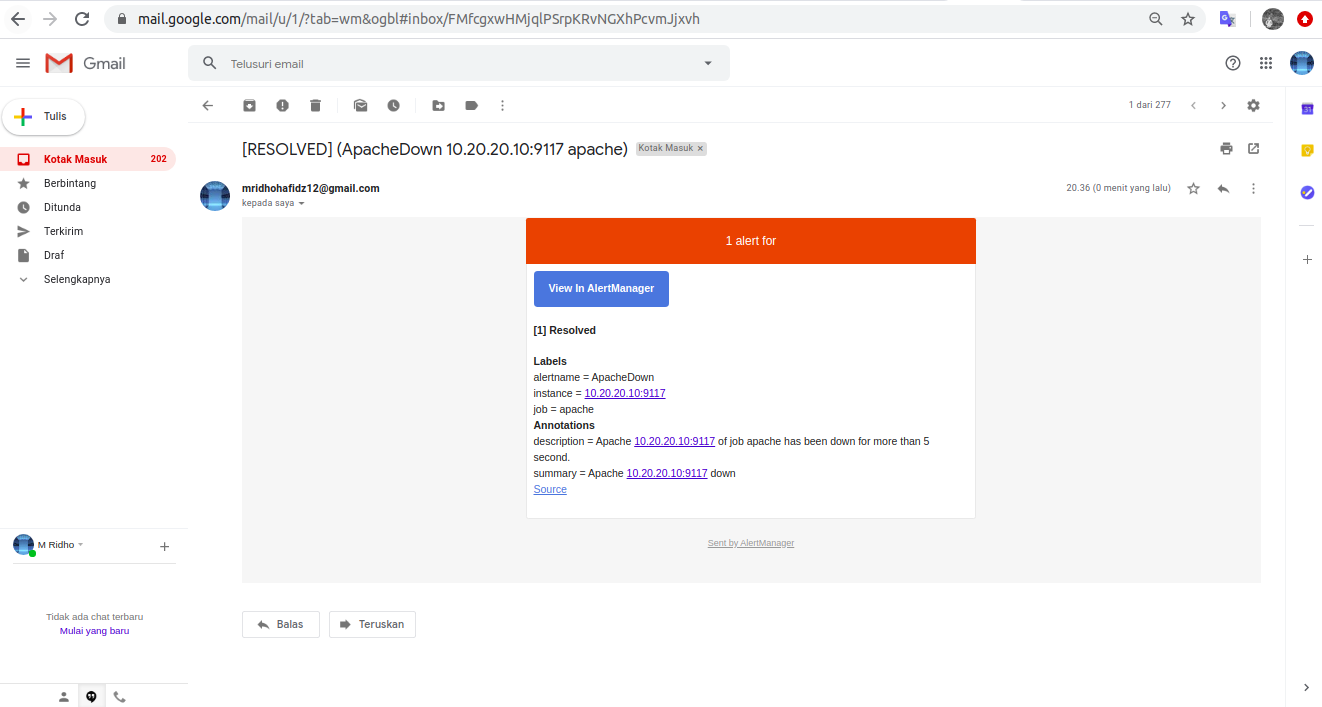 mail.google.com/mail/u/1/?tab=wm&ogbl#inbox/FMfcgxwHMjqlPSrpKRvNGXhPcvmJjxvh
Gmail
Telusuri email
Tulis
1 dari 277
Kotak Masuk 202
Berbintang
Ditunda
Terkirim
Draf
Selengkapnya
[RESOLVED] (ApacheDown 10.20.20.10:9117 apache) Kotak Masuk x
mridhohafidz12@gmail.com
20.36 (0 menit yang lalu)
kepada saya
1 alert for
View In AlertManager
[1] Resolved
Labels
alertname = ApacheDown
instance = 10.20.20.10:9117
job = apache
Annotations
description = Apache 10.20.20.10:9117 of job apache has been down for more than 5
second.
summary = Apache 10.20.20.10:9117 down
Source
Sent by AlertManager
M Ridho
Tidak ada chat terbaru
Mulai yang baru
Balas
Teruskan